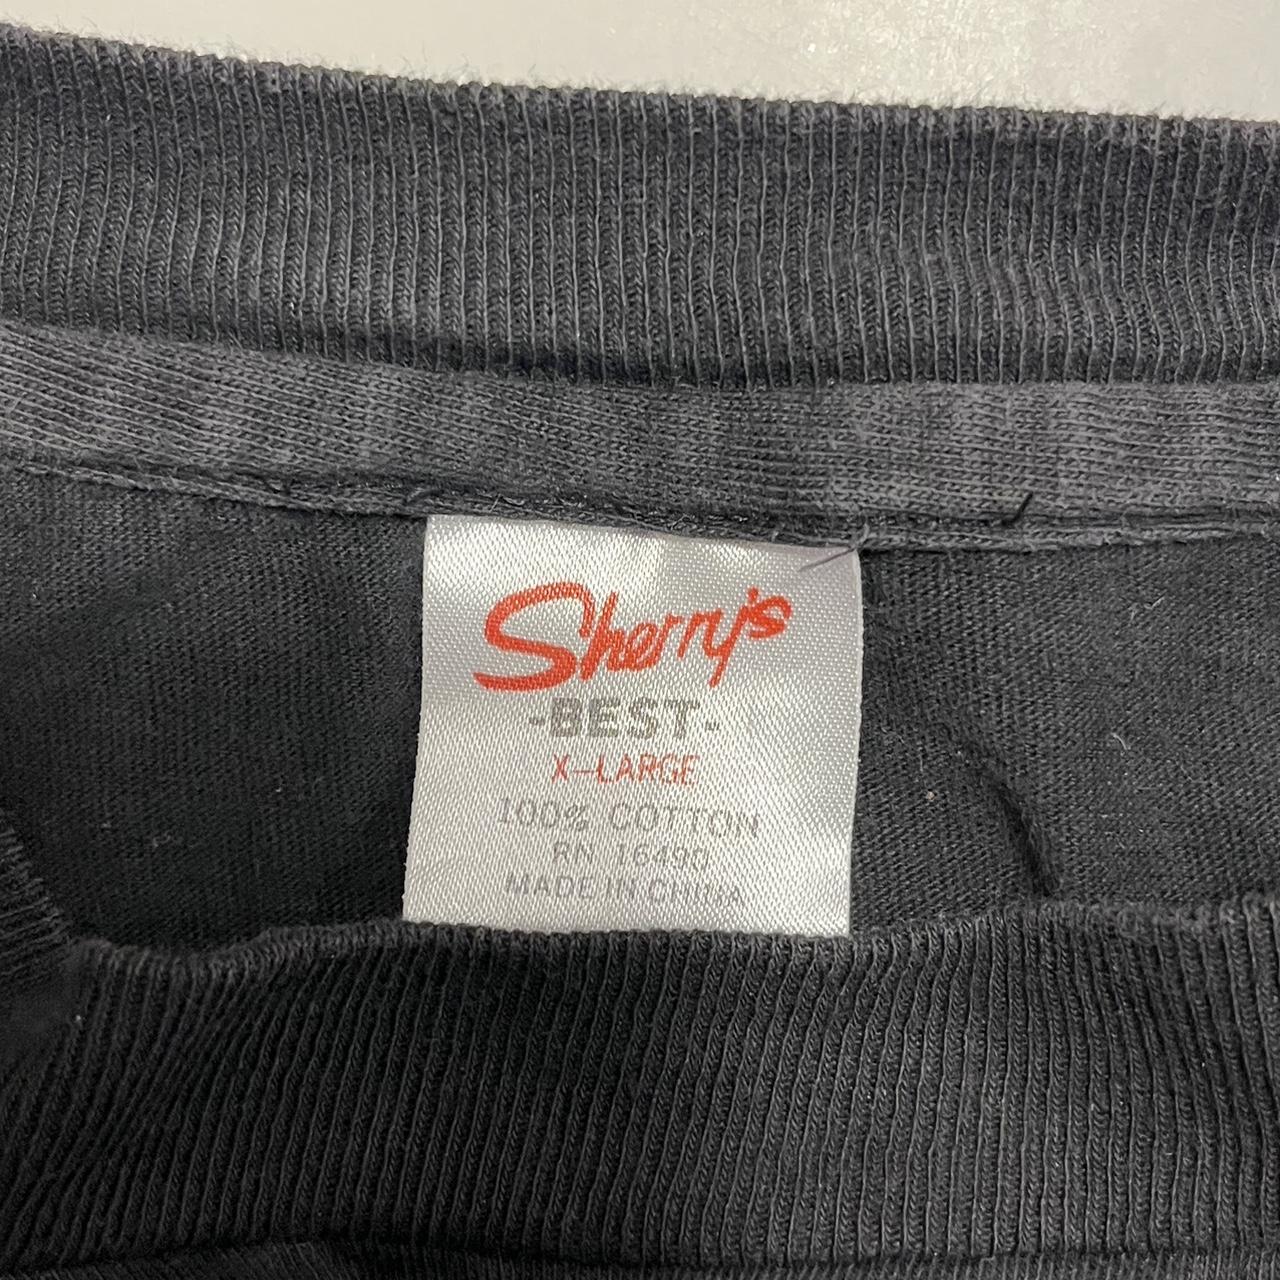 Sherry's
-BEST-
X-LARGE
100% COTTON
RN 16490
MADE IN CHINA